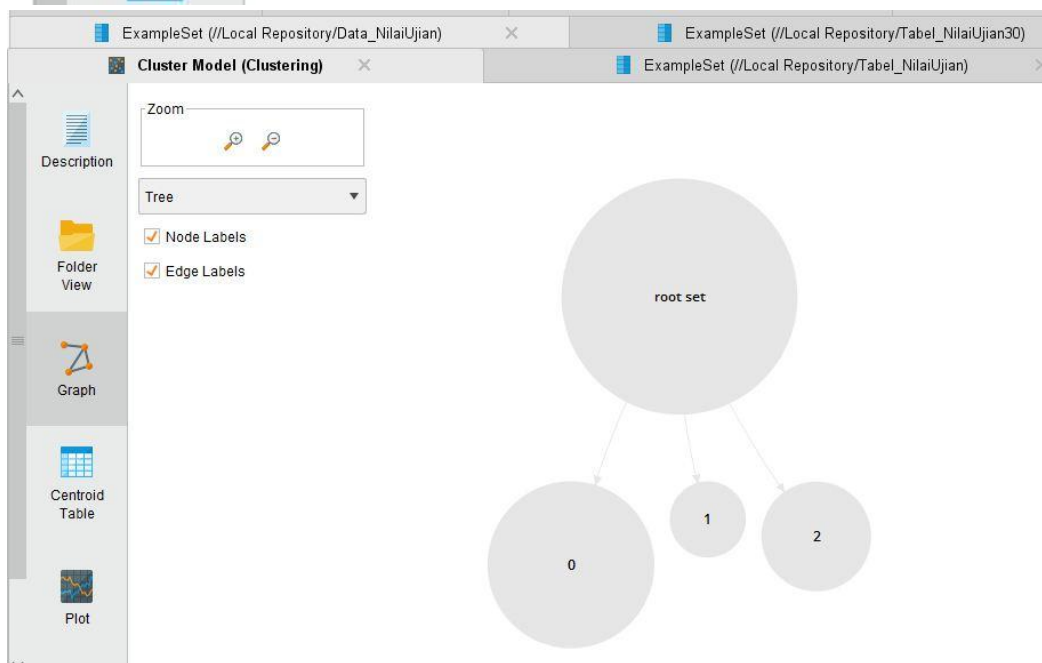 ExampleSet (//Local Repository/Data_NilaiUjian)
ExampleSet (//Local Repository/Tabel_NilaiUjian30)
Cluster Model (Clustering)
ExampleSet (//Local Repository/Tabel_NilaiUjian)
Description
Folder
View
Graph
Centroid
Table
Plot
Zoom
Tree
Node Labels
Edge Labels
root set
0
1
2